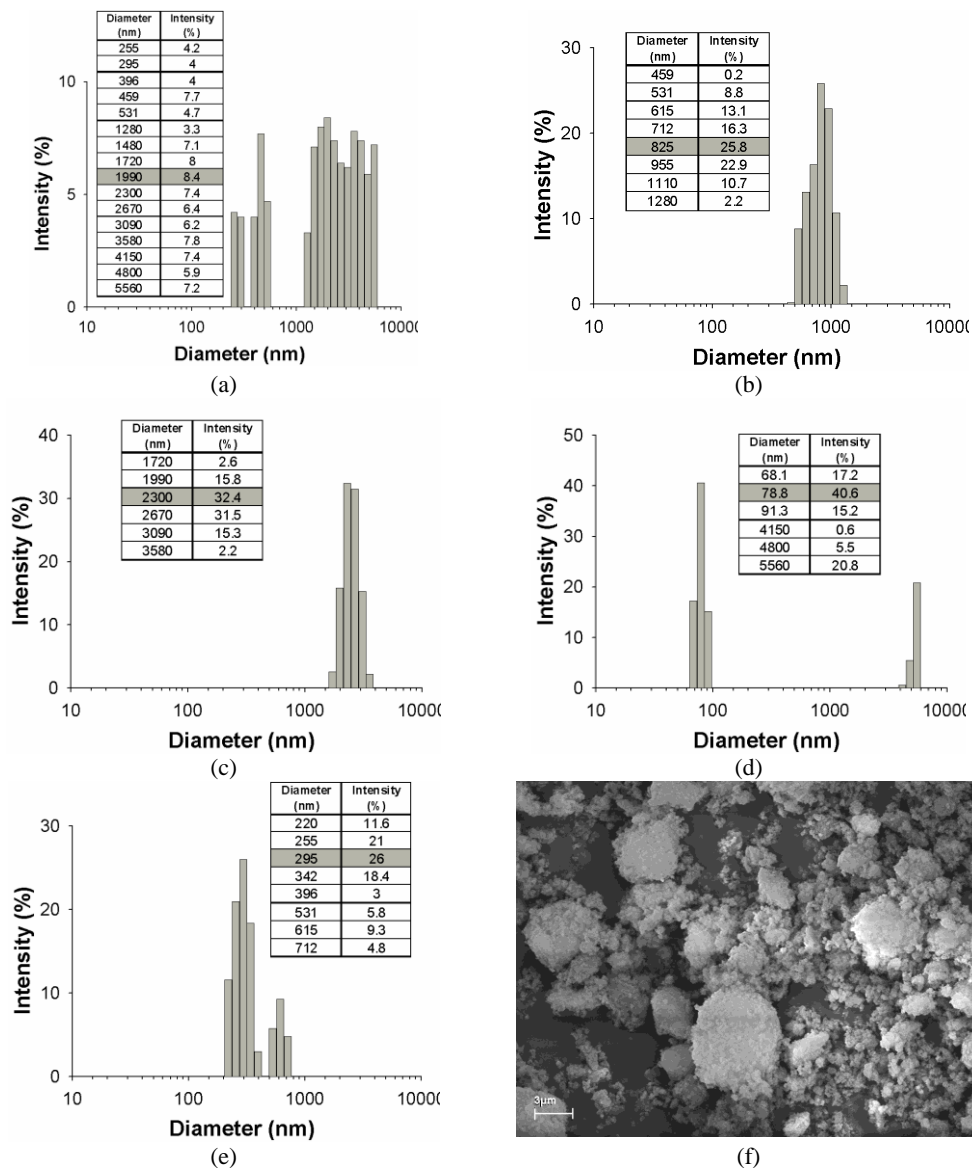 Diameter (nm) Intensity (%)
255 4.2
295 4
396 4
459 7.7
531 4.7
1280 3.3
1480 7.1
1720 8
1990 8.4
2300 7.4
2670 6.4
3090 6.2
3580 7.8
4150 7.4
4800 5.9
5560 7.2
10
5
0
Intensity (%)
10 100 1000 10000
Diameter (nm)
(a)
Diameter (nm) Intensity (%)
459 0.2
531 8.8
615 13.1
712 16.3
825 25.8
955 22.9
1110 10.7
1280 2.2
30
20
10
0
Intensity (%)
10 100 1000 10000
Diameter (nm)
(b)
Diameter (nm) Intensity (%)
1720 2.6
1990 15.8
2300 32.4
2670 31.5
3090 15.3
3580 2.2
40
30
20
10
0
Intensity (%)
10 100 1000 10000
Diameter (nm)
(c)
Diameter (nm) Intensity (%)
68.1 17.2
78.8 40.6
91.3 15.2
4150 0.6
4800 5.5
5560 20.8
50
40
30
20
10
0
Intensity (%)
10 100 1000 10000
Diameter (nm)
(d)
Diameter (nm) Intensity (%)
220 11.6
255 21
295 26
342 18.4
396 3
531 5.8
615 9.3
712 4.8
30
20
10
0
Intensity (%)
10 100 1000 10000
Diameter (nm)
(e)
3µm
(f)